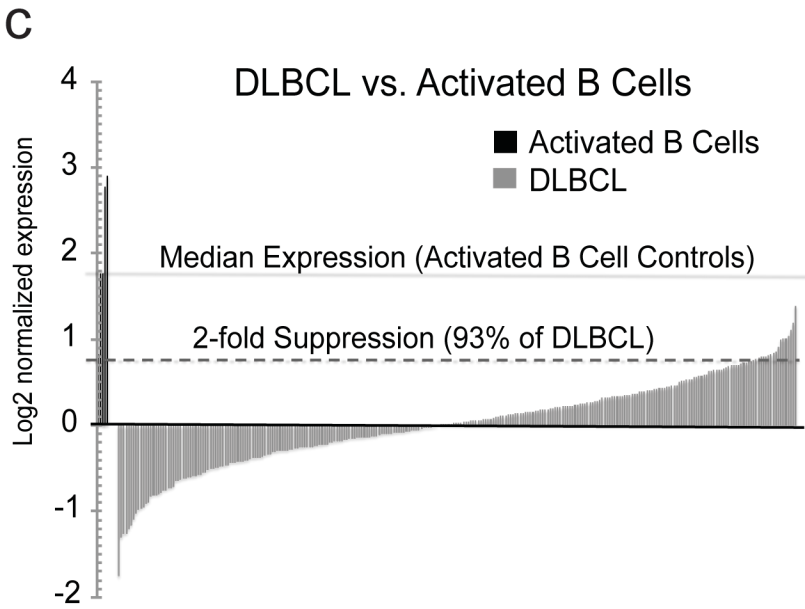 C
DLBCL vs. Activated B Cells
Activated B Cells
DLBCL
Median Expression (Activated B Cell Controls)
2-fold Suppression (93% of DLBCL)
Log2 normalized expression
4
3
2
1
0
-1
-2